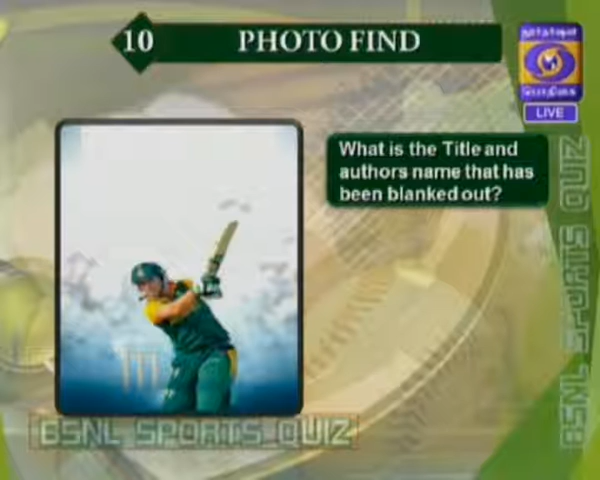 10
PHOTO FIND
LIVE
What is the Title and
authors name that has
been blanked out?
BSNL SPORTS QUIZ
BSNL SPORTS QUIZ